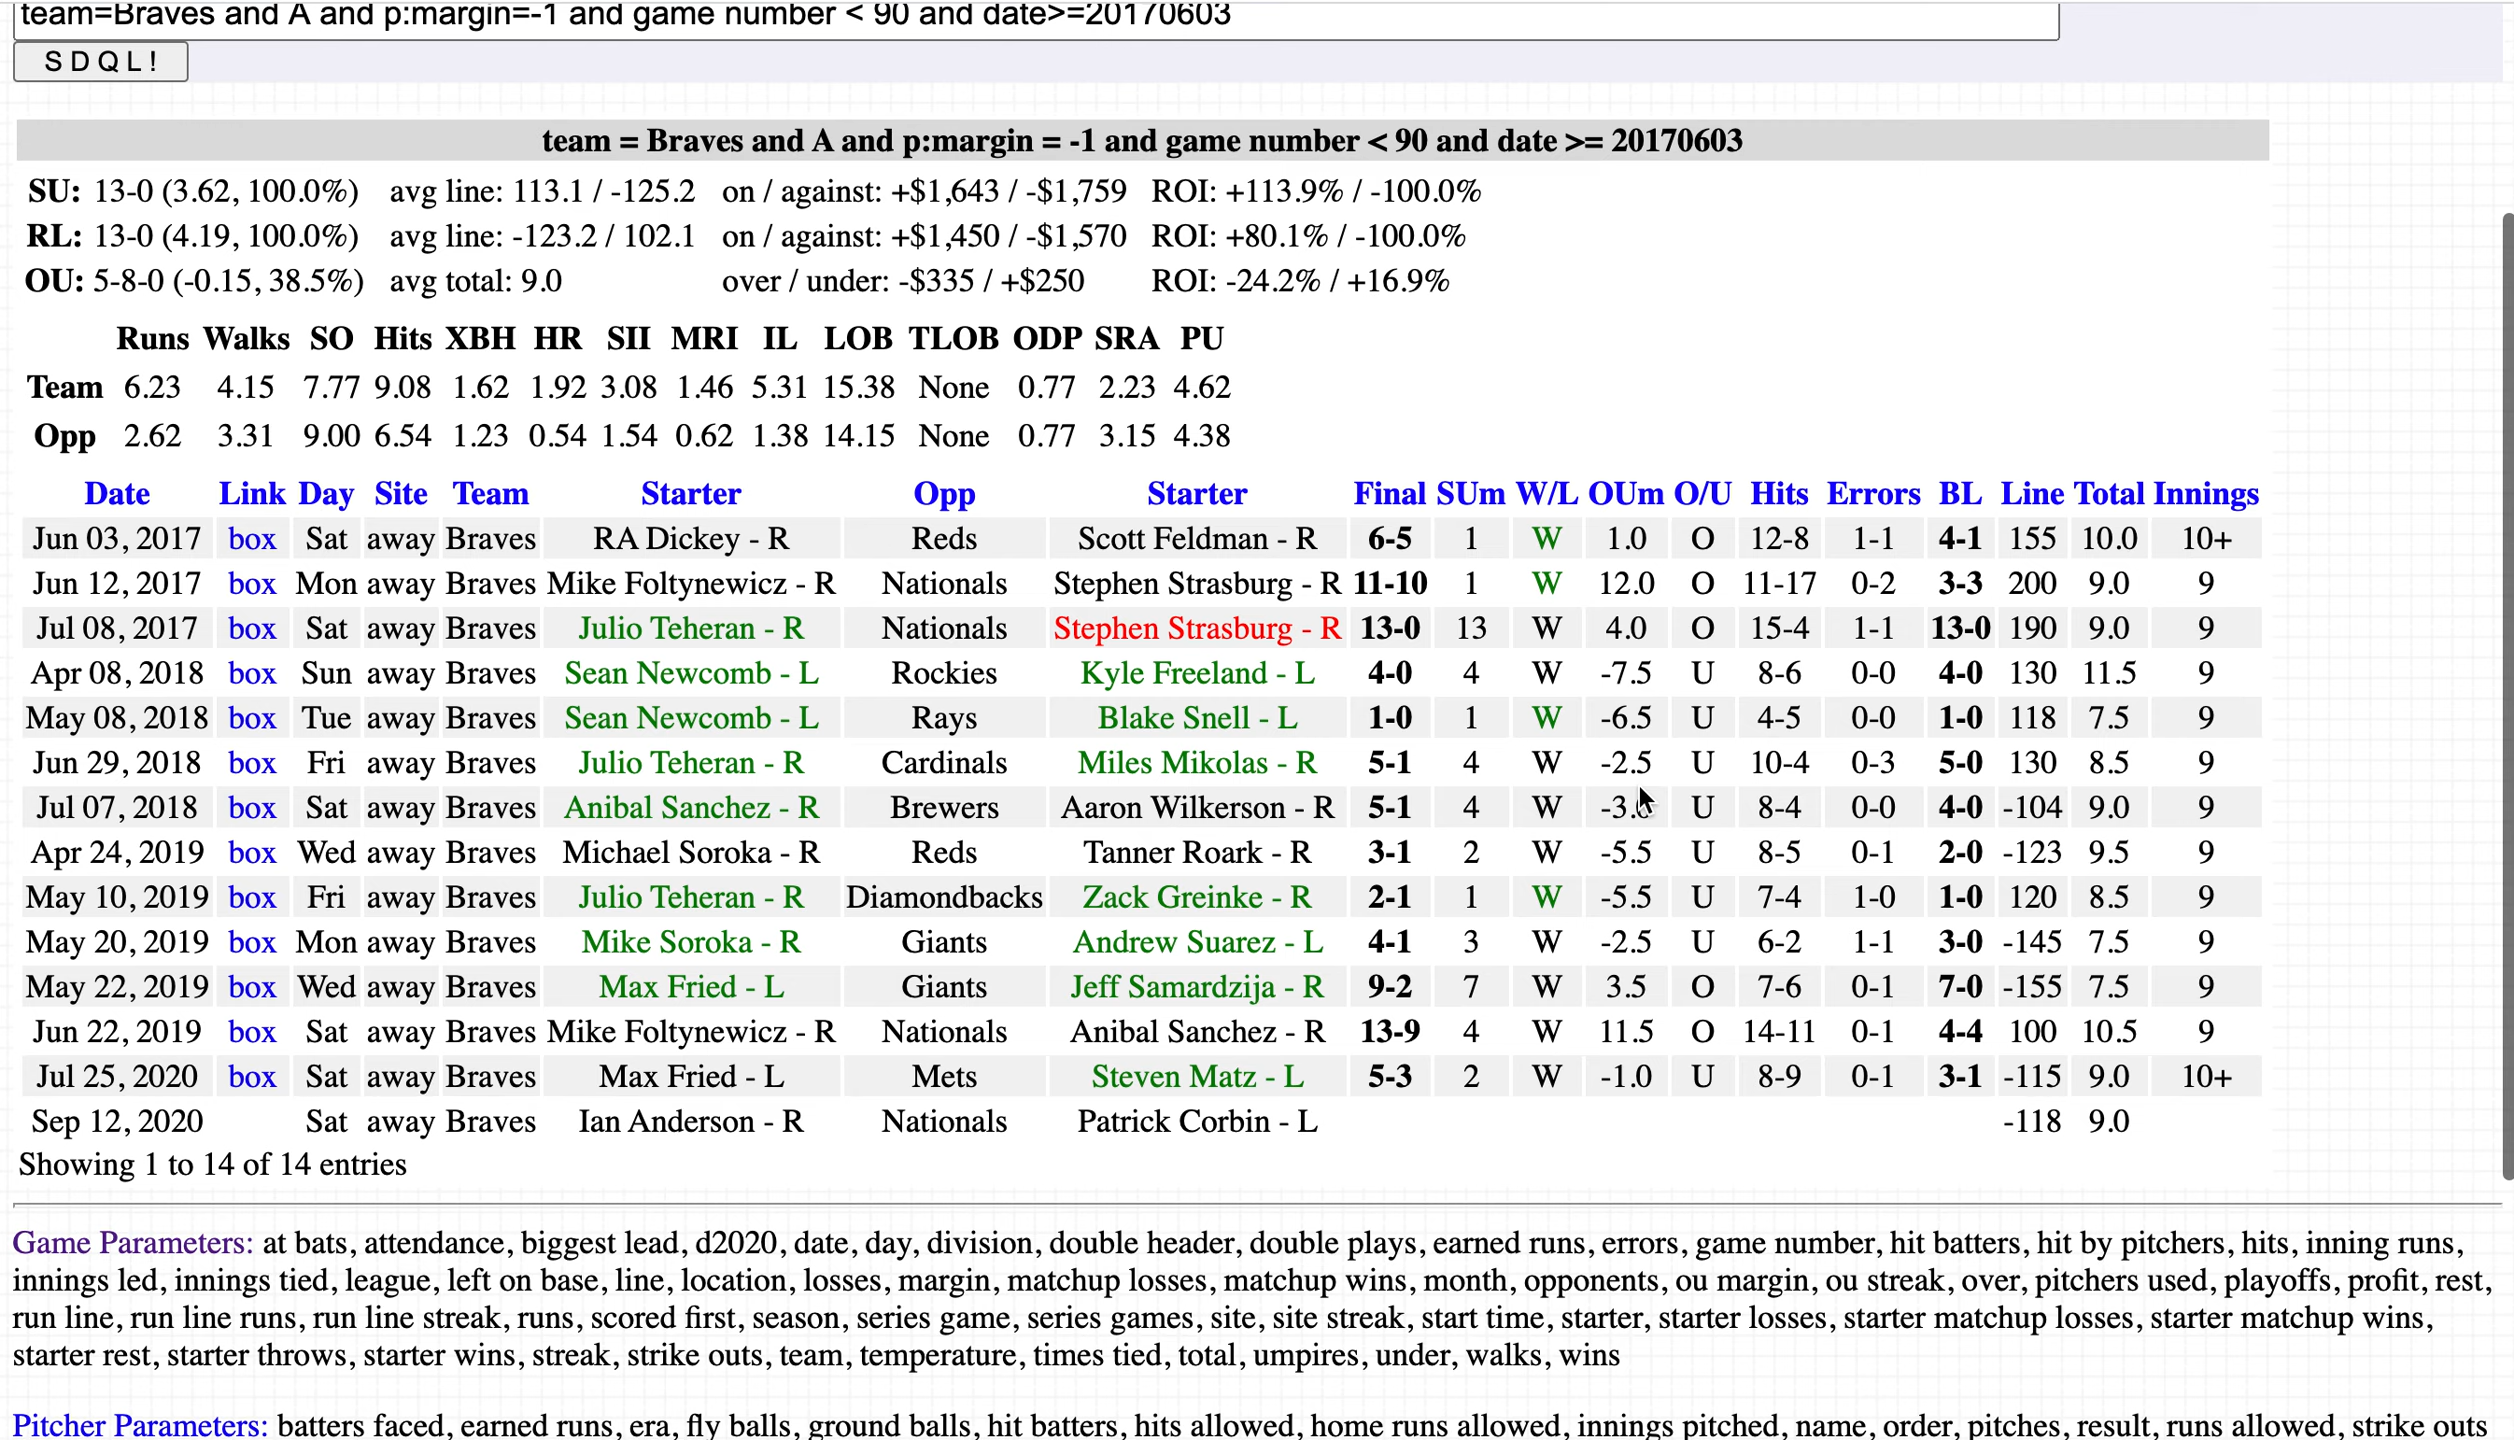 team=Braves and A and p:margin=-1 and game number < 90 and date>=20170603
S D Q L !
team = Braves and A and p:margin = -1 and game number < 90 and date >= 20170603
SU: 13-0 (3.62, 100.0%) avg line: 113.1 / -125.2 on / against: +$1,643 / -$1,759 ROI: +113.9% / -100.0%
RL: 13-0 (4.19, 100.0%) avg line: -123.2 / 102.1 on / against: +$1,450 / -$1,570 ROI: +80.1% / -100.0%
OU: 5-8-0 (-0.15, 38.5%) avg total: 9.0 over / under: -$335 / +$250 ROI: -24.2% / +16.9%
Runs Walks SO Hits XBH HR SII MRI IL LOB TLOB ODP SRA PU
Team 6.23 4.15 7.77 9.08 1.62 1.92 3.08 1.46 5.31 15.38 None 0.77 2.23 4.62
Opp 2.62 3.31 9.00 6.54 1.23 0.54 1.54 0.62 1.38 14.15 None 0.77 3.15 4.38
Date Link Day Site Team Starter Opp Starter Final SUm W/L OUm O/U Hits Errors BL Line Total Innings
Jun 03, 2017 box Sat away Braves RA Dickey - R Reds Scott Feldman - R 6-5 1 W 1.0 O 12-8 1-1 4-1 155 10.0 10+
Jun 12, 2017 box Mon away Braves Mike Foltynewicz - R Nationals Stephen Strasburg - R 11-10 1 W 12.0 O 11-17 0-2 3-3 200 9.0 9
Jul 08, 2017 box Sat away Braves Julio Teheran - R Nationals Stephen Strasburg - R 13-0 13 W 4.0 O 15-4 1-1 13-0 190 9.0 9
Apr 08, 2018 box Sun away Braves Sean Newcomb - L Rockies Kyle Freeland - L 4-0 4 W -7.5 U 8-6 0-0 4-0 130 11.5 9
May 08, 2018 box Tue away Braves Sean Newcomb - L Rays Blake Snell - L 1-0 1 W -6.5 U 4-5 0-0 1-0 118 7.5 9
Jun 29, 2018 box Fri away Braves Julio Teheran - R Cardinals Miles Mikolas - R 5-1 4 W -2.5 U 10-4 0-3 5-0 130 8.5 9
Jul 07, 2018 box Sat away Braves Anibal Sanchez - R Brewers Aaron Wilkerson - R 5-1 4 W U 8-4 0-0 4-0 -104 9.0 9
Apr 24, 2019 box Wed away Braves Michael Soroka - R Reds Tanner Roark - R 3-1 2 W -5.5 U 8-5 0-1 2-0 -123 9.5 9
May 10, 2019 box Fri away Braves Julio Teheran - R Diamondbacks Zack Greinke - R 2-1 1 W -5.5 U 7-4 1-0 1-0 120 8.5 9
May 20, 2019 box Mon away Braves Mike Soroka - R Giants Andrew Suarez - L 4-1 3 W -2.5 U 6-2 1-1 3-0 -145 7.5 9
May 22, 2019 box Wed away Braves Max Fried - L Giants Jeff Samardzija - R 9-2 7 W 3.5 O 7-6 0-1 7-0 -155 7.5 9
Jun 22, 2019 box Sat away Braves Mike Foltynewicz - R Nationals Anibal Sanchez - R 13-9 4 W 11.5 O 14-11 0-1 4-4 100 10.5 9
Jul 25, 2020 box Sat away Braves Max Fried - L Mets Steven Matz - L 5-3 2 W -1.0 U 8-9 0-1 3-1 -115 9.0 10+
Sep 12, 2020 Sat away Braves Ian Anderson - R Nationals Patrick Corbin - L -118 9.0
Showing 1 to 14 of 14 entries
Game Parameters: at bats, attendance, biggest lead, d2020, date, day, division, double header, double plays, earned runs, errors, game number, hit batters, hit by pitchers, hits, inning runs,
innings led, innings tied, league, left on base, line, location, losses, margin, matchup losses, matchup wins, month, opponents, ou margin, ou streak, over, pitchers used, playoffs, profit, rest,
run line, run line runs, run line streak, runs, scored first, season, series game, series games, site, site streak, start time, starter, starter losses, starter matchup losses, starter matchup wins,
starter rest, starter throws, starter wins, streak, strike outs, team, temperature, times tied, total, umpires, under, walks, wins
Pitcher Parameters: batters faced, earned runs, era, fly balls, ground balls, hit batters, hits allowed, home runs allowed, innings pitched, name, order, pitches, result, runs allowed, strike outs